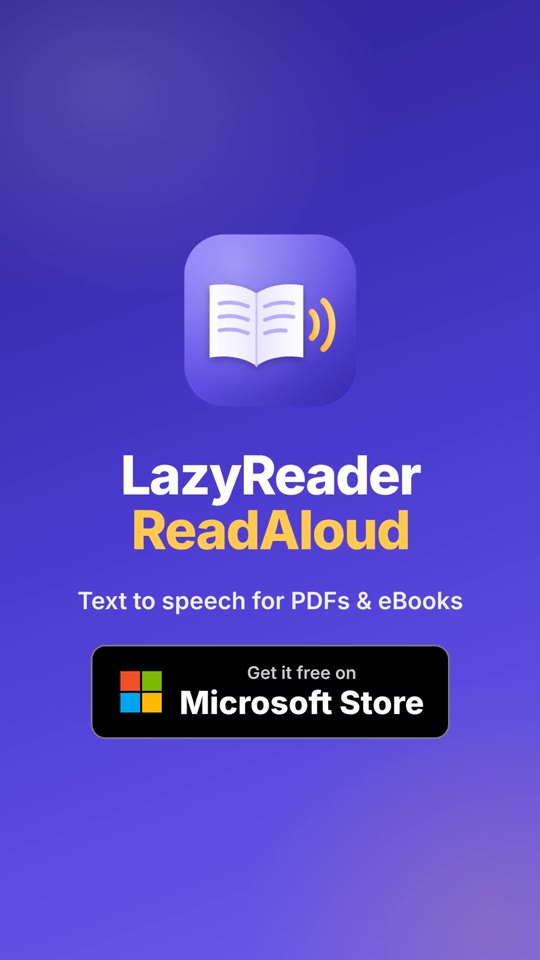 LazyReader
ReadAloud
Text to speech for PDFs & eBooks
Get it free on
Microsoft Store